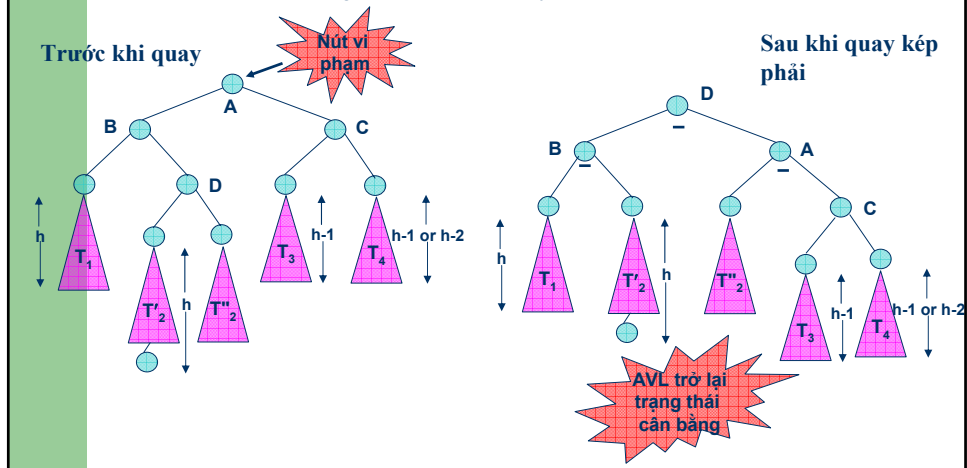 Trước khi quay
Nút vi
phạm
A
B
C
D
h
T1
T'2
h
T"2
T3
h-1
T4
h-1 or h-2
Sau khi quay kép
phải
D
–
B
–
A
–
C
h
T1
T'2
h
T"2
T3
h-1
T4
h-1 or h-2
AVL trở lại
trạng thái
cân bằng